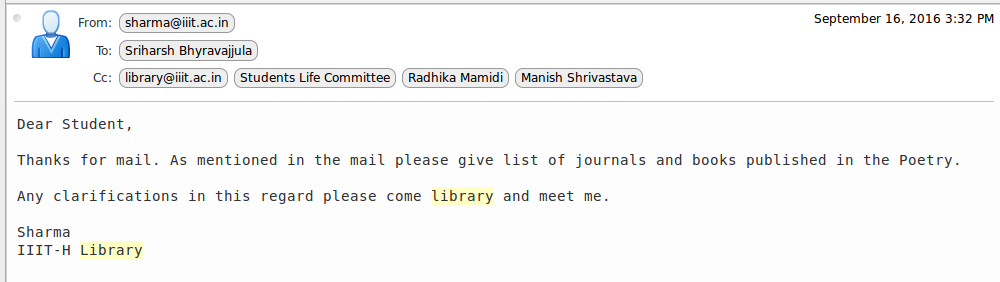 From: sharma@iiit.ac.in September 16, 2016 3:32 PM
To: Sriharsh Bhyravajjula
Cc: library@iiit.ac.in Students Life Committee Radhika Mamidi Manish Shrivastava
Dear Student,
Thanks for mail. As mentioned in the mail please give list of journals and books published in the Poetry.
Any clarifications in this regard please come library and meet me.
Sharma
IIIT-H Library